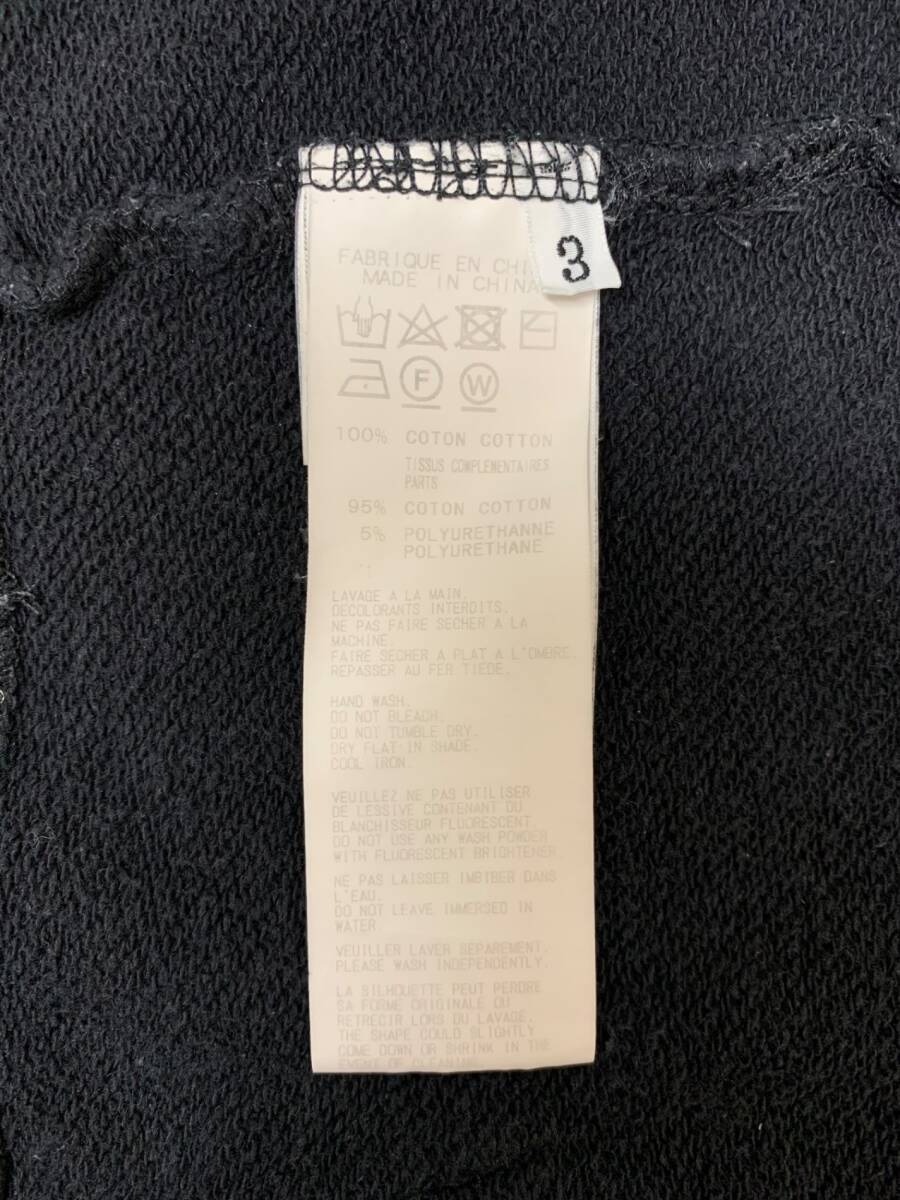 3
FABRIQUE EN
MADE IN CHINA
F W
100% COTON COTTON
TISSUS COMPLEMENTAIRES
PARTS
95% COTON COTTON
5% POLYURETHANNE
POLYURETHANE
LAVAGE A LA MAIN.
DECOLORANTS INTERDITS.
NE PAS FAIRE SECHER A LA
MACHINE.
FAIRE SECHER A PLAT A L'OMBRE.
REPASSER AU FER TIEDE.
HAND WASH.
DO NOT BLEACH.
DO NOT TUMBLE DRY.
DRY FLAT IN SHADE.
COOL IRON.
VEUILLEZ NE PAS UTILISER
DE LESSIVE CONTENANT DU
BLANCHISSEUR FLUORESCENT.
DO NOT USE ANY WASH POWDER
WITH FLUORESCENT BRIGHTENER.
NE PAS LAISSER IMBIBER DANS
L'EAU.
DO NOT LEAVE IMMERSED IN
WATER.
VEUILLER LAVER SEPAREMENT.
PLEASE WASH INDEPENDENTLY.
LA SILHOUETTE PEUT PERDRE
SA FORME ORIGINALE OU
RETRECIR LORS DU LAVAGE.
THE SHAPE COULD SLIGHTLY
COME DOWN OR SHRINK IN THE
EVENT OF CLEANING.